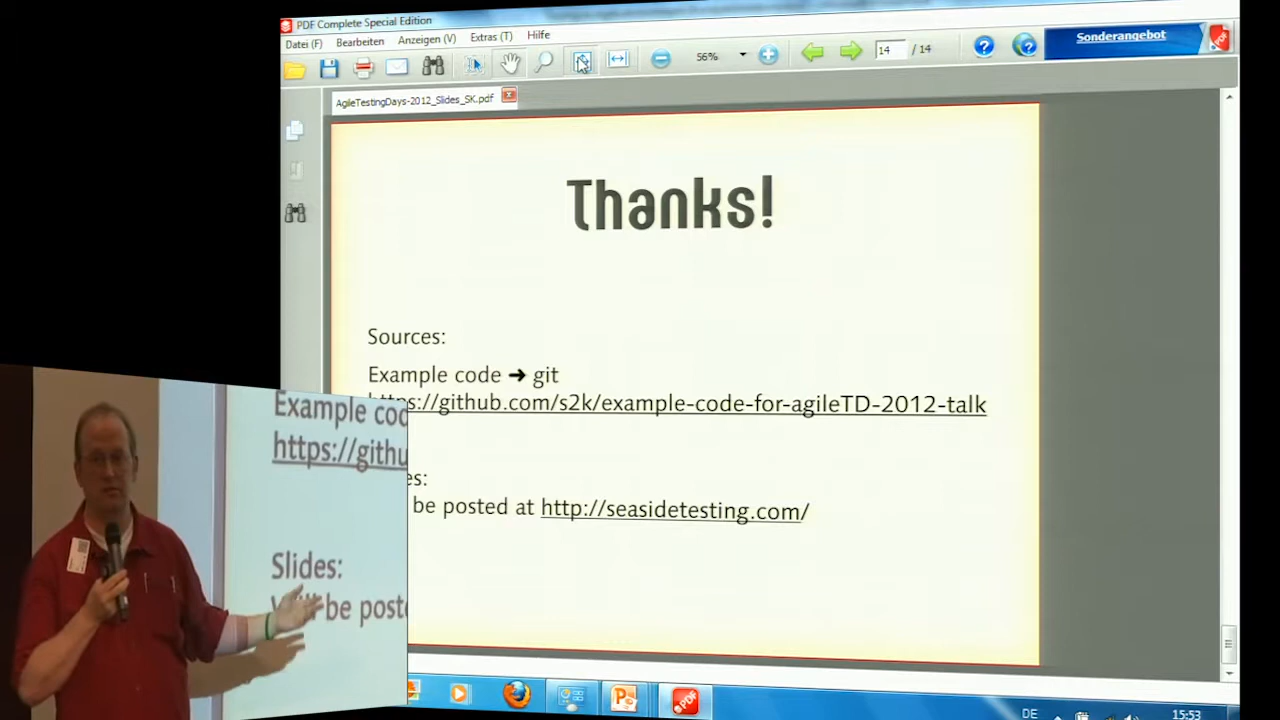 PDF Complete Special Edition
Datei (F) Bearbeiten Anzeigen (V) Extras (T) Hilfe
56% 14 / 14 Sonderangebot
AgileTestingDays-2012_Slides_SK.pdf
Thanks!
Sources:
Example code ➜ git
https://github.com/s2k/example-code-for-agileTD-2012-talk
es:
be posted at http://seasidetesting.com/
Example cod
https://githu
Slides:
Will be poste
DE 15:53